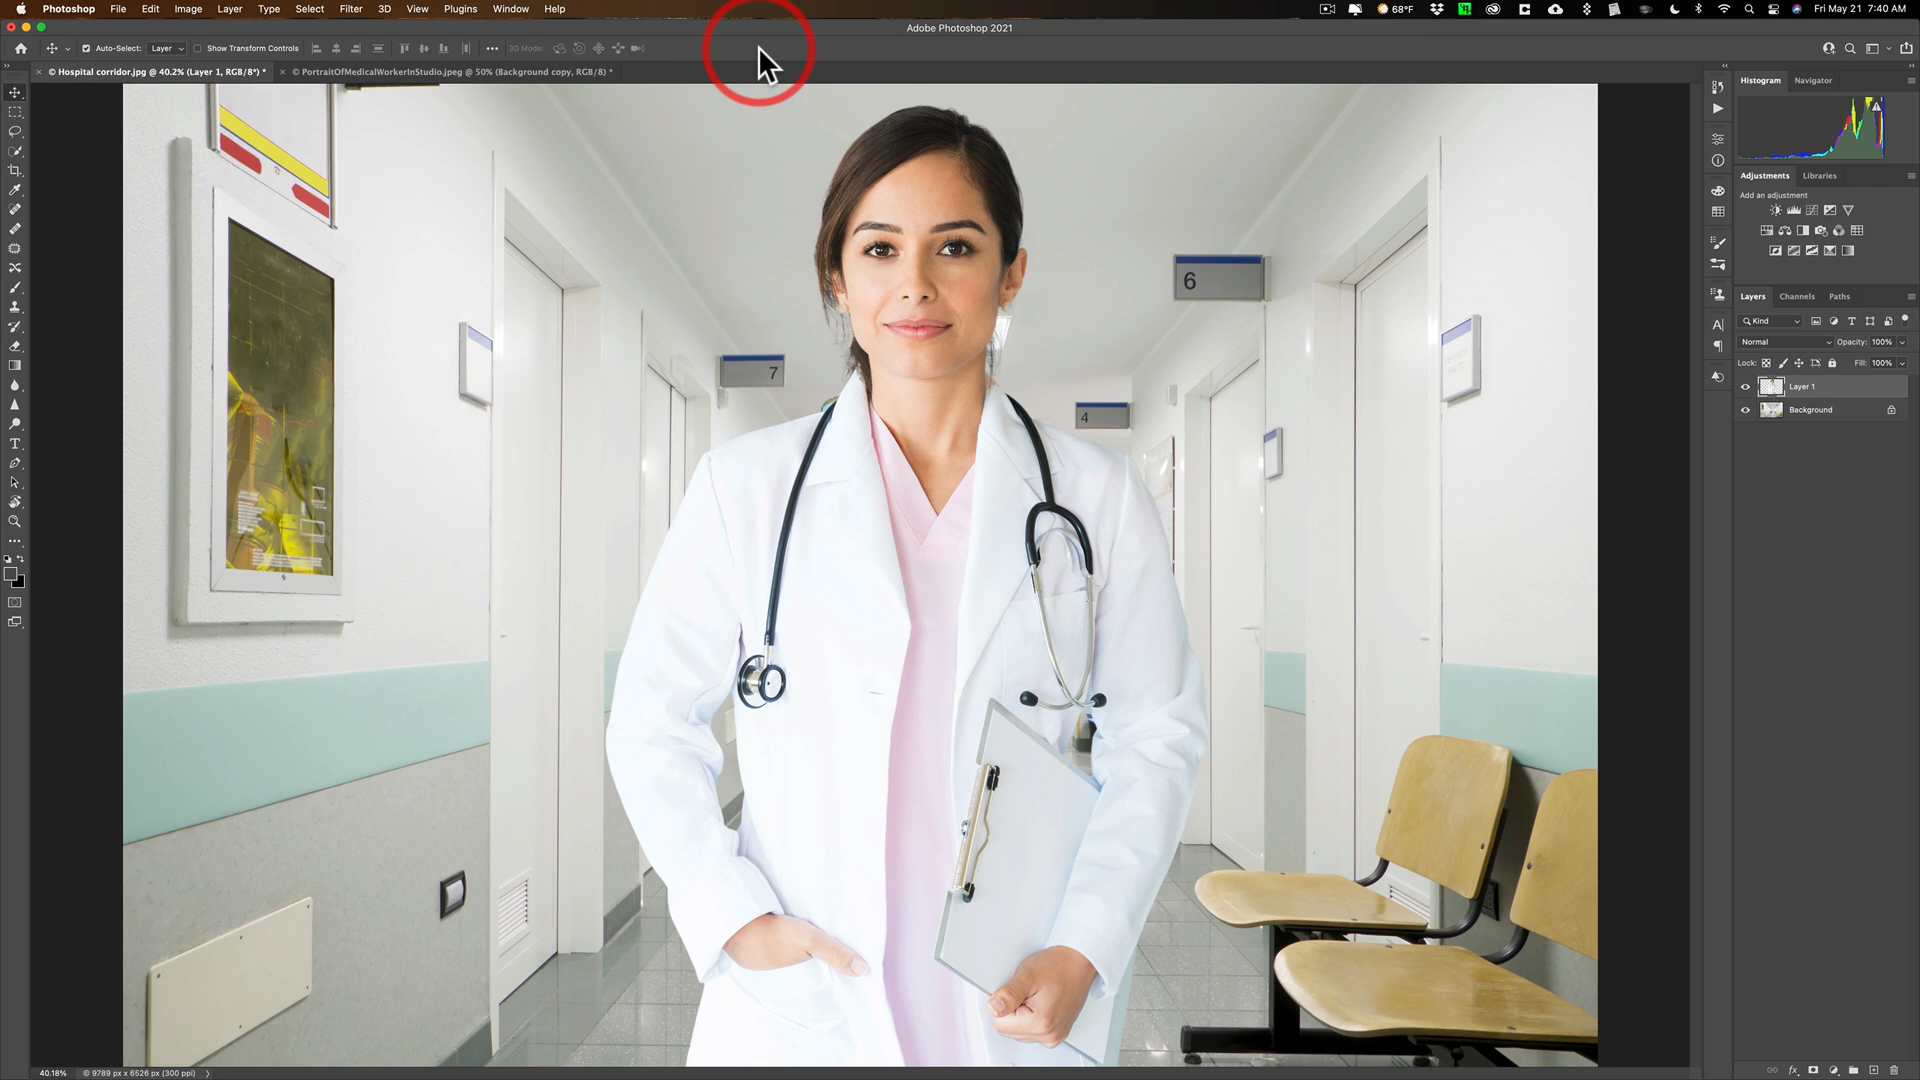 Photoshop File Edit Image Layer Type Select Filter 3D View Plugins Window Help 68°F Fri May 21 7:40 AM
Adobe Photoshop 2021
Auto-Select: Layer Show Transform Controls 3D Mode:
© Hospital corridor.jpg @ 40.2% (Layer 1, RGB/8*) * © PortraitOfMedicalWorkerInStudio.jpeg @ 50% (Background copy, RGB/8) *
Histogram Navigator
Adjustments Libraries
Add an adjustment
6
7
4
Layers Channels Paths
Kind
Normal Opacity: 100%
Lock: Fill: 100%
Layer 1
Background
40.18% 9789 px x 6526 px (300 ppi)